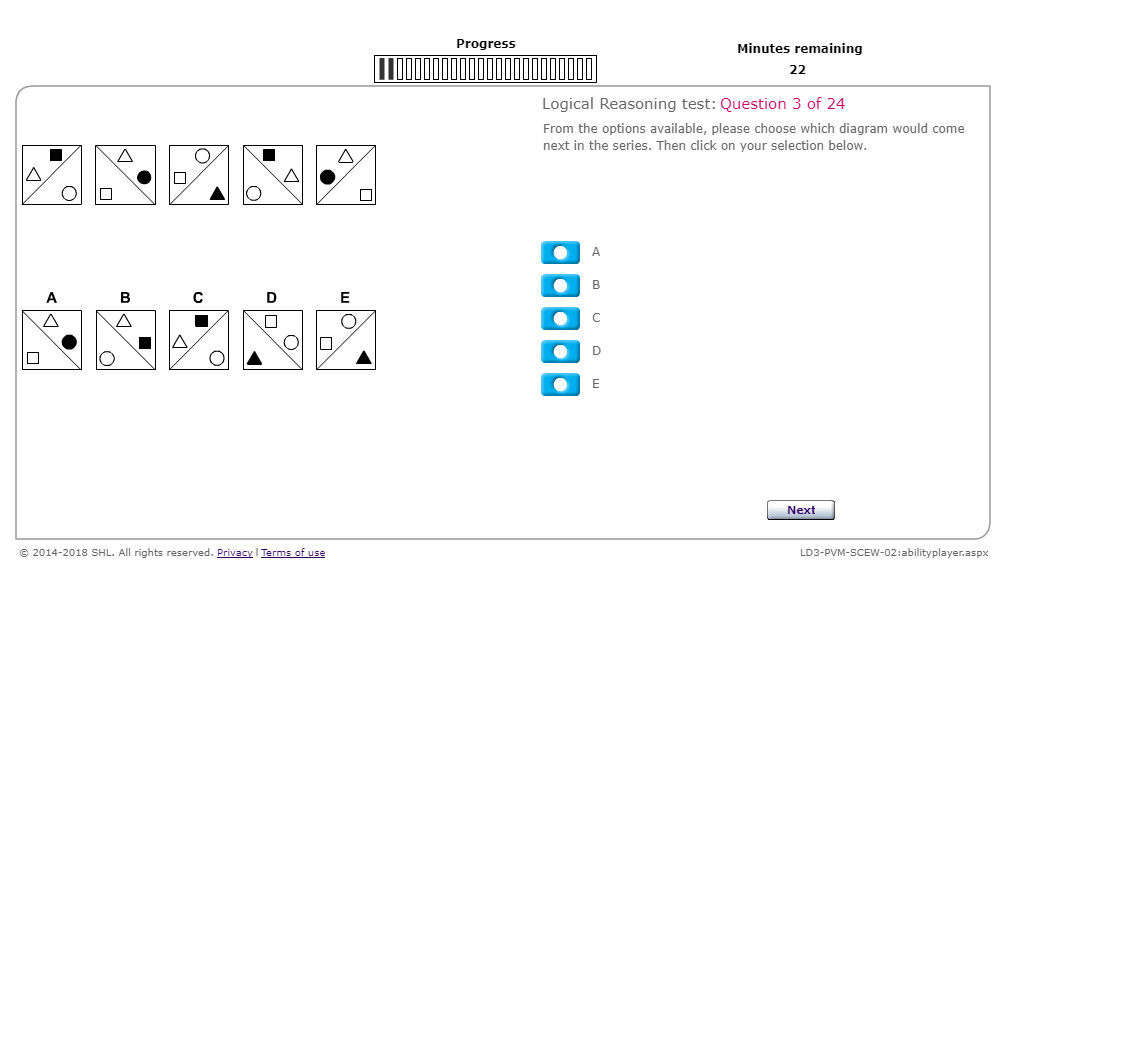 Progress
Minutes remaining
22
Logical Reasoning test: Question 3 of 24
From the options available, please choose which diagram would come
next in the series. Then click on your selection below.
A
B
C
D
E
A B C D E
Next
© 2014-2018 SHL. All rights reserved. Privacy | Terms of use
LD3-PVM-SCEW-02:abilityplayer.aspx